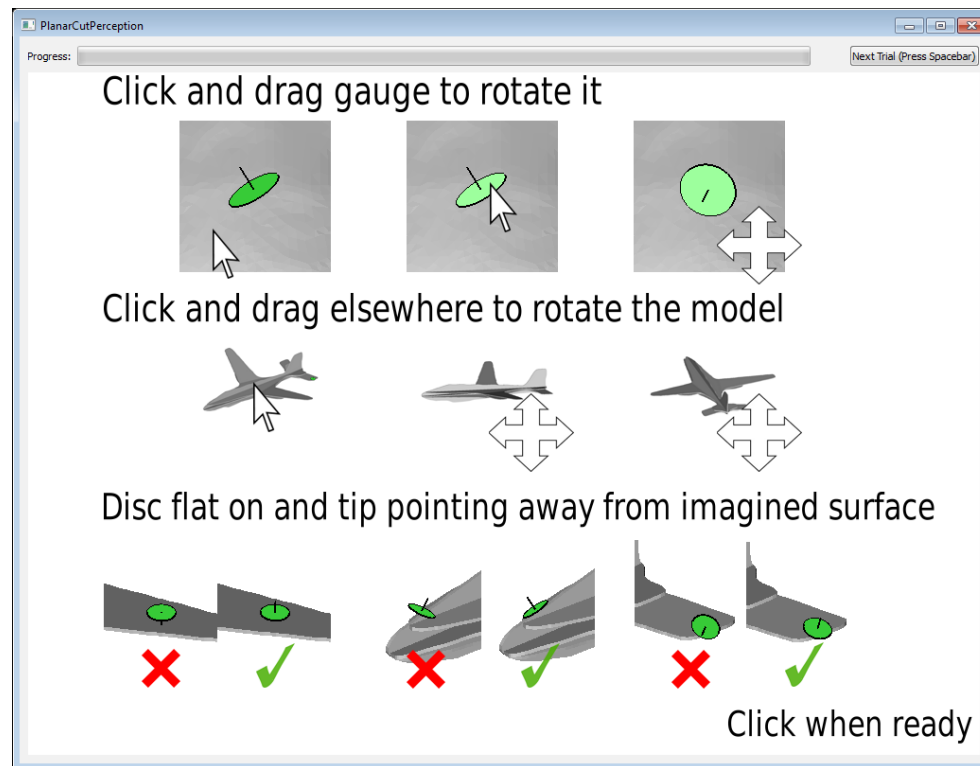 PlanarCutPerception
Progress:
Next Trial (Press Spacebar)
Click and drag gauge to rotate it
Click and drag elsewhere to rotate the model
Disc flat on and tip pointing away from imagined surface
Click when ready